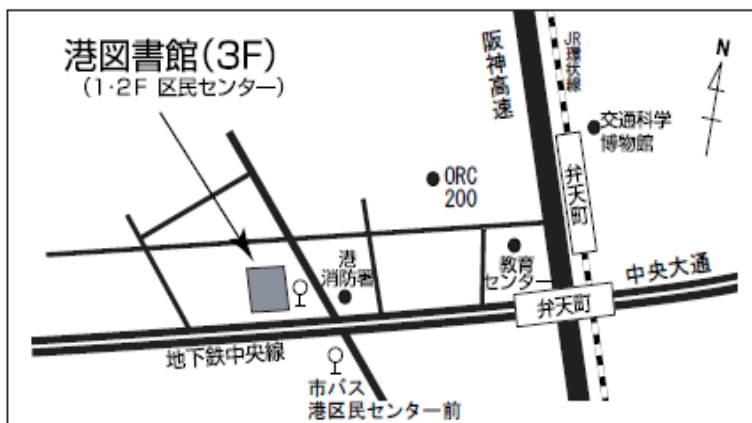 港図書館(3F)
(1・2F 区民センター)
阪神高速
JR環状線
N
交通科学
博物館
ORC
200
弁天町
港
消防署
教育
センター
中央大通
弁天町
地下鉄中央線
市バス
港区民センター前